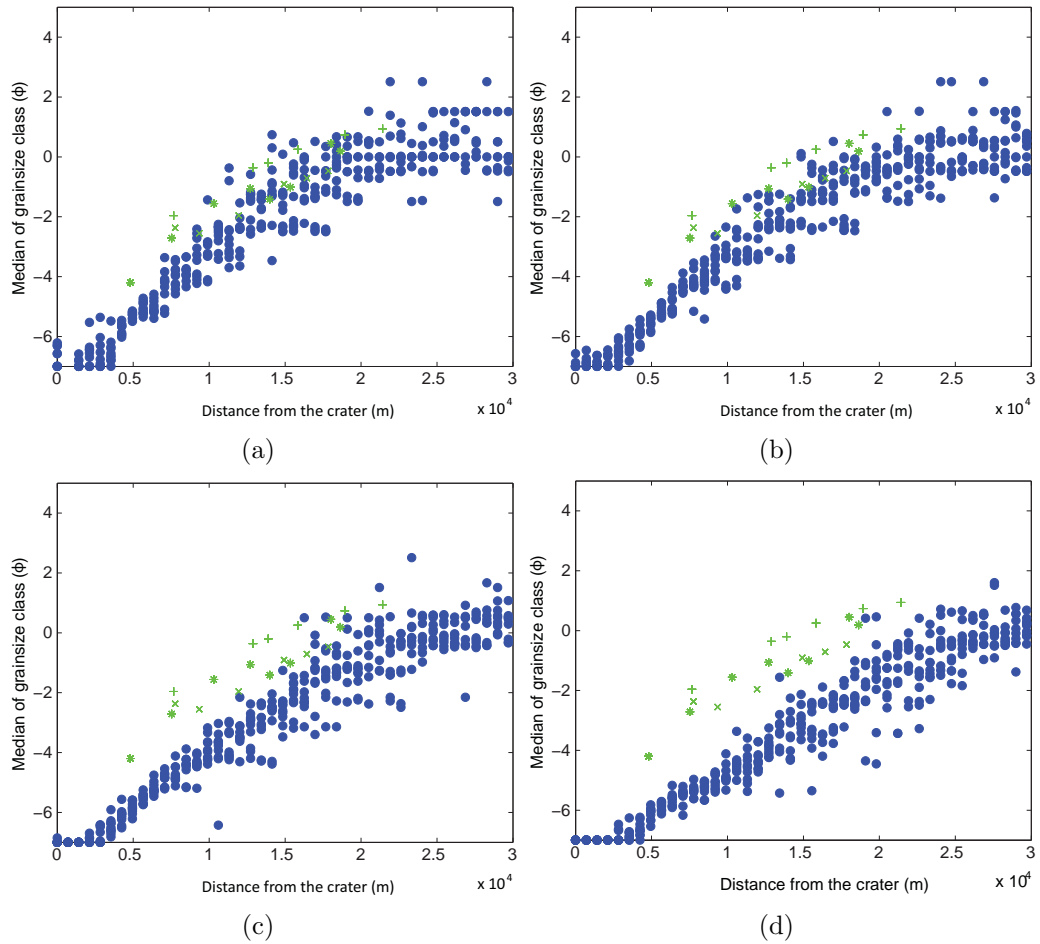 4
2
0
−2
−4
−6
Median of grainsize class (ϕ)
0 0.5 1 1.5 2 2.5 3
Distance from the crater (m)
x 10^4
(a)
4
2
0
−2
−4
−6
Median of grainsize class (ϕ)
0 0.5 1 1.5 2 2.5 3
Distance from the crater (m)
x 10^4
(b)
4
2
0
−2
−4
−6
Median of grainsize class (ϕ)
0 0.5 1 1.5 2 2.5 3
Distance from the crater (m)
x 10^4
(c)
4
2
0
−2
−4
−6
Median of grainsize class (ϕ)
0 0.5 1 1.5 2 2.5 3
Distance from the crater (m)
x 10^4
(d)